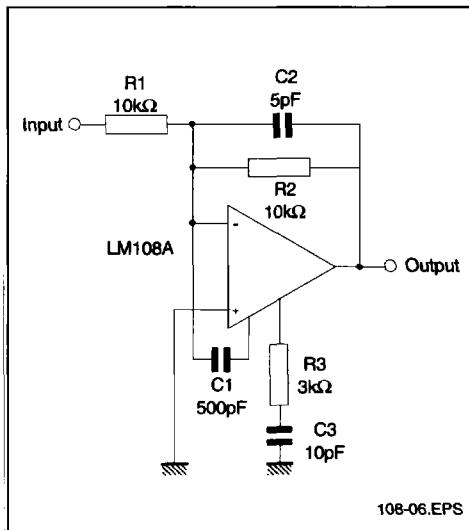 R1
10kΩ
C2
5pF
Input
R2
10kΩ
LM108A
-
+
Output
C1
500pF
R3
3kΩ
C3
10pF
108-06.EPS